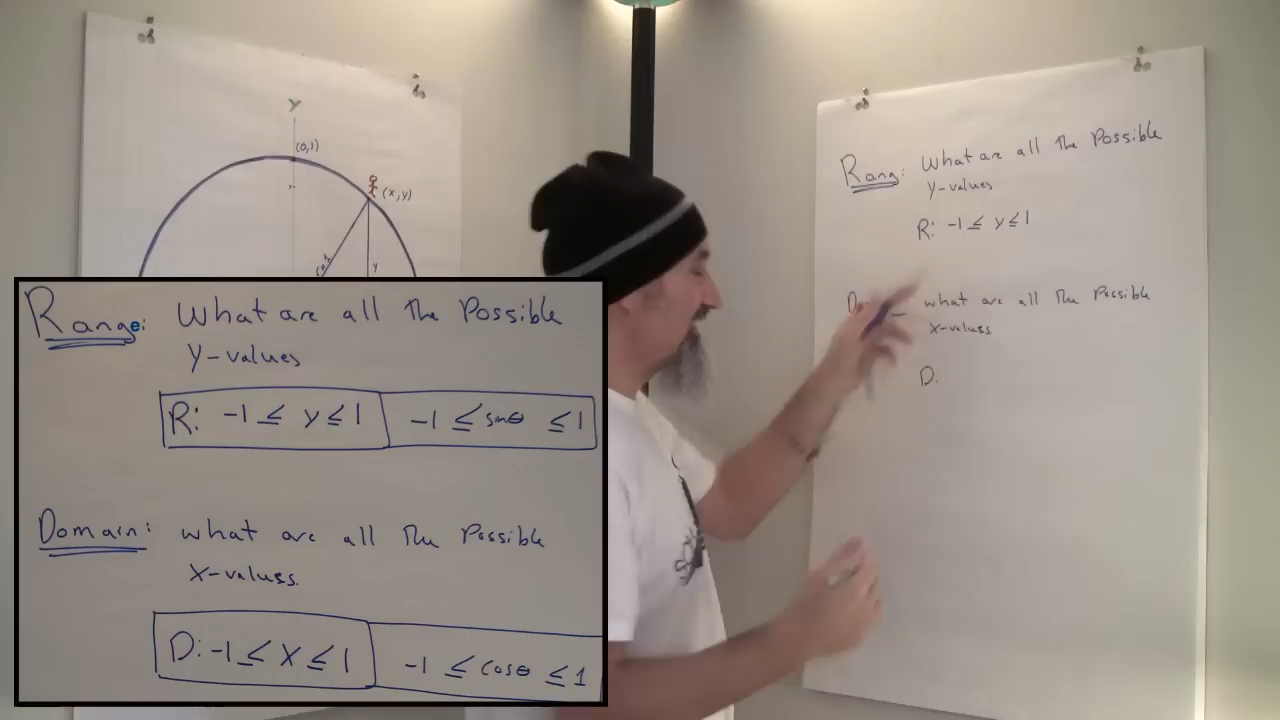 Y
(0,1)
(x,y)
y
Range:
What are all the Possible
Y-values
R: -1 ≤ y ≤ 1
-1 ≤ sinθ ≤ 1
Domain:
what are all the Possible
X-valuss.
D: -1 ≤ X ≤ 1
-1 ≤ cosθ ≤ 1
Rang:
What are all the Possible
Y-values
R: -1 ≤ y ≤ 1
what are all the Possible
X-valuss
D.